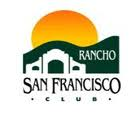 RANCHO
SAN FRANCISCO
· CLUB ·